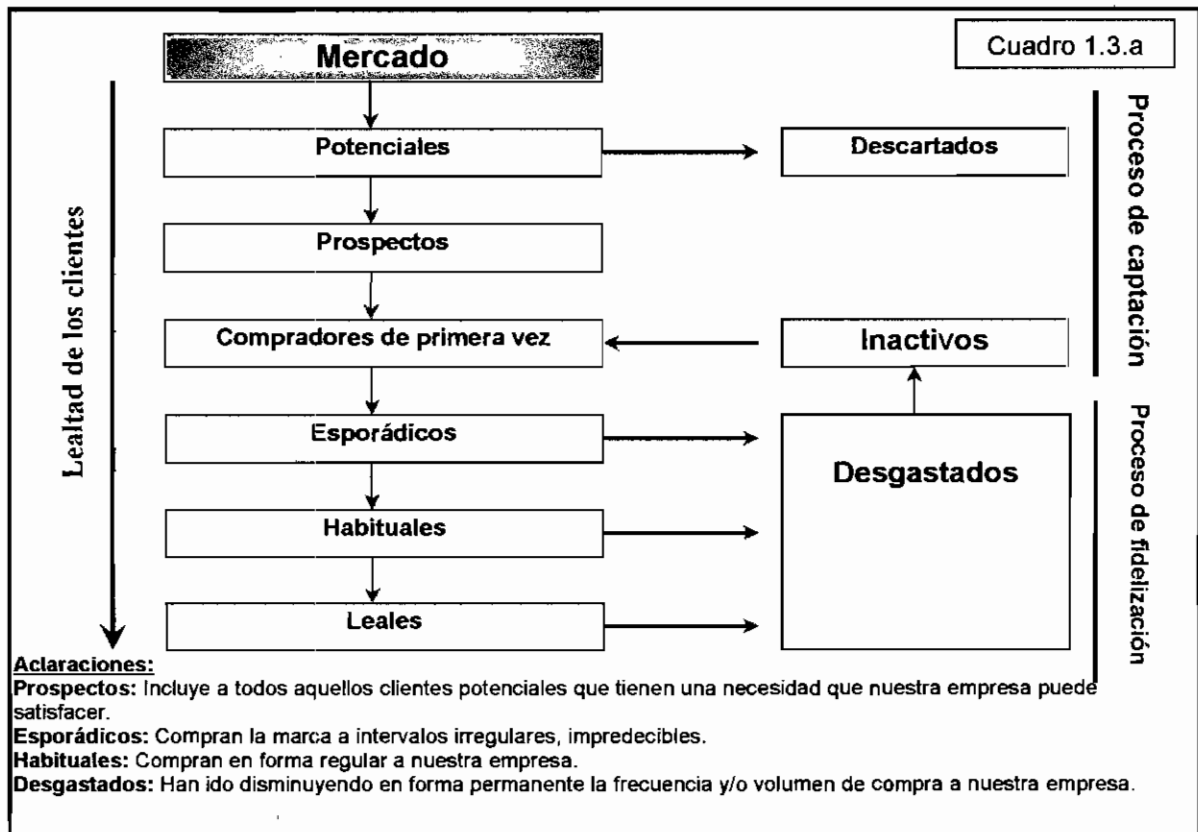 Cuadro 1.3.a
Mercado
Potenciales
Descartados
Prospectos
Compradores de primera vez
Inactivos
Esporádicos
Desgastados
Habituales
Leales
Lealtad de los clientes
Proceso de captación
Proceso de fidelización
Aclaraciones:
Prospectos: Incluye a todos aquellos clientes potenciales que tienen una necesidad que nuestra empresa puede
satisfacer.
Esporádicos: Compran la marca a intervalos irregulares, impredecibles.
Habituales: Compran en forma regular a nuestra empresa.
Desgastados: Han ido disminuyendo en forma permanente la frecuencia y/o volumen de compra a nuestra empresa.